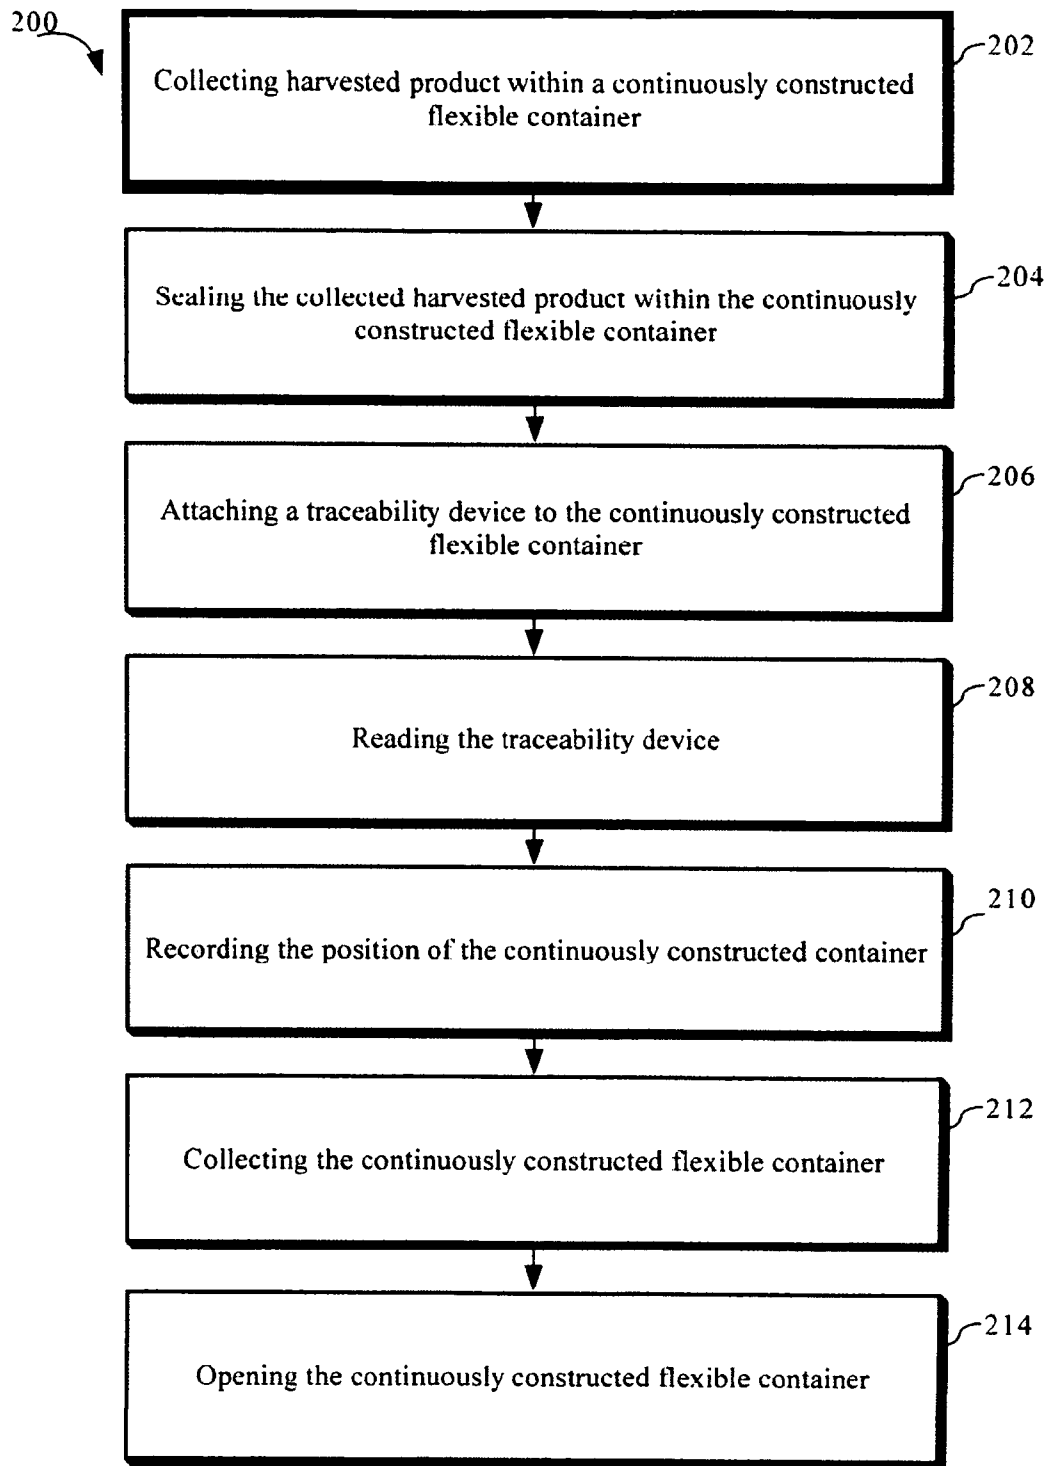 200
202
Collecting harvested product within a continuously constructed
flexible container
204
Sealing the collected harvested product within the continuously
constructed flexible container
206
Attaching a traceability device to the continuously constructed
flexible container
208
Reading the traceability device
210
Recording the position of the continuously constructed container
212
Collecting the continuously constructed flexible container
214
Opening the continuously constructed flexible container